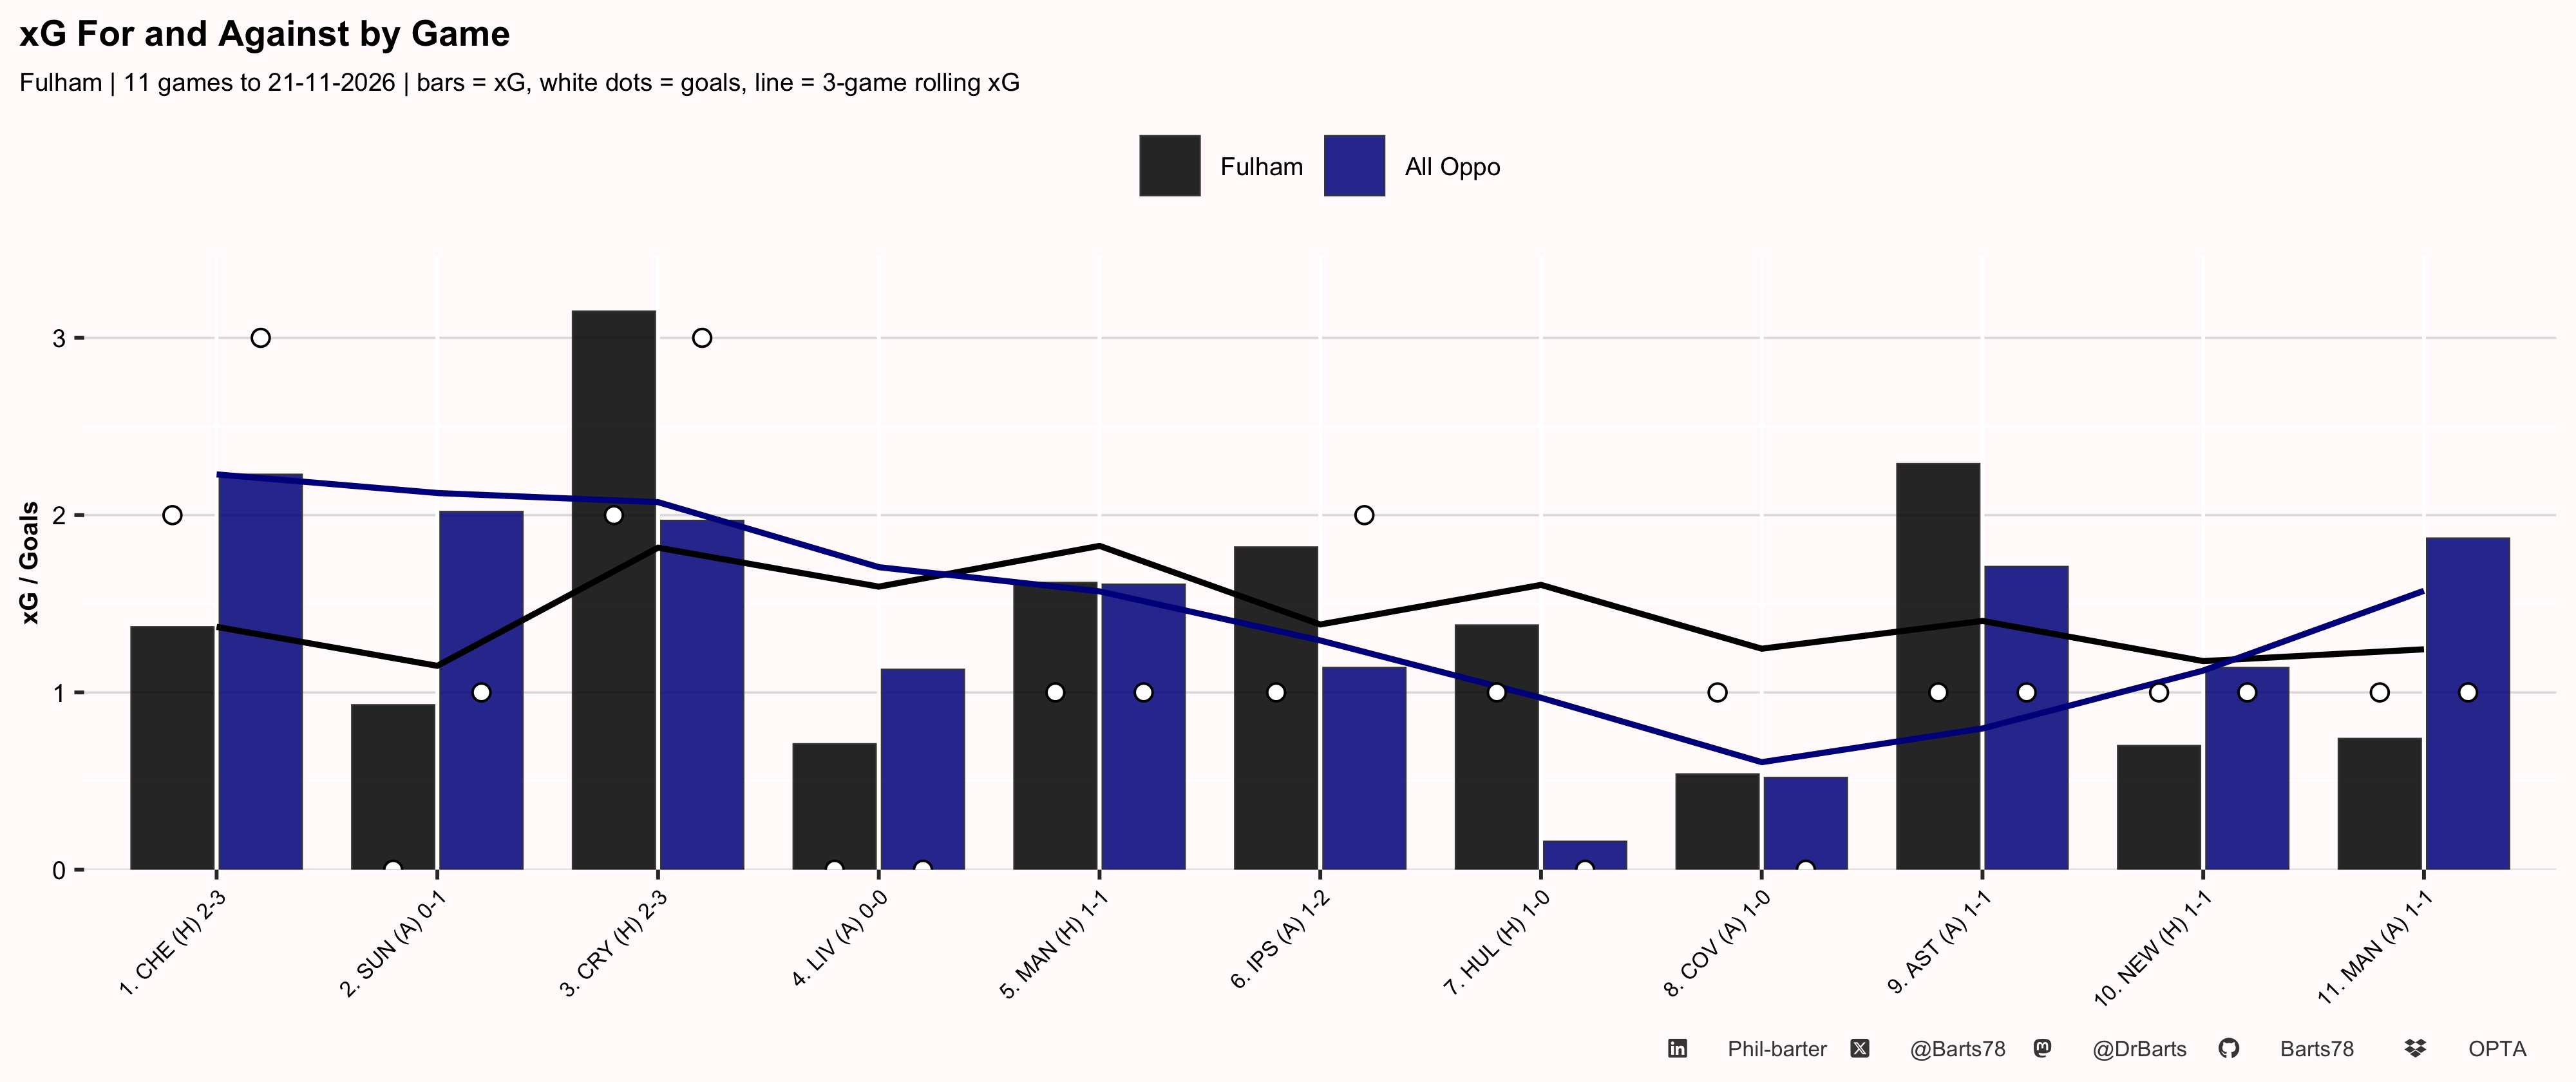 xG For and Against by Game
Fulham | 11 games to 21-11-2026 | bars = xG, white dots = goals, line = 3-game rolling xG
Fulham
All Oppo
xG / Goals
3
2
1
0
1. CHE (H) 2-3
2. SUN (A) 0-1
3. CRY (H) 2-3
4. LIV (A) 0-0
5. MAN (H) 1-1
6. IPS (A) 1-2
7. HUL (H) 1-0
8. COV (A) 1-0
9. AST (A) 1-1
10. NEW (H) 1-1
11. MAN (A) 1-1
Phil-barter @Barts78 @DrBarts Barts78 OPTA